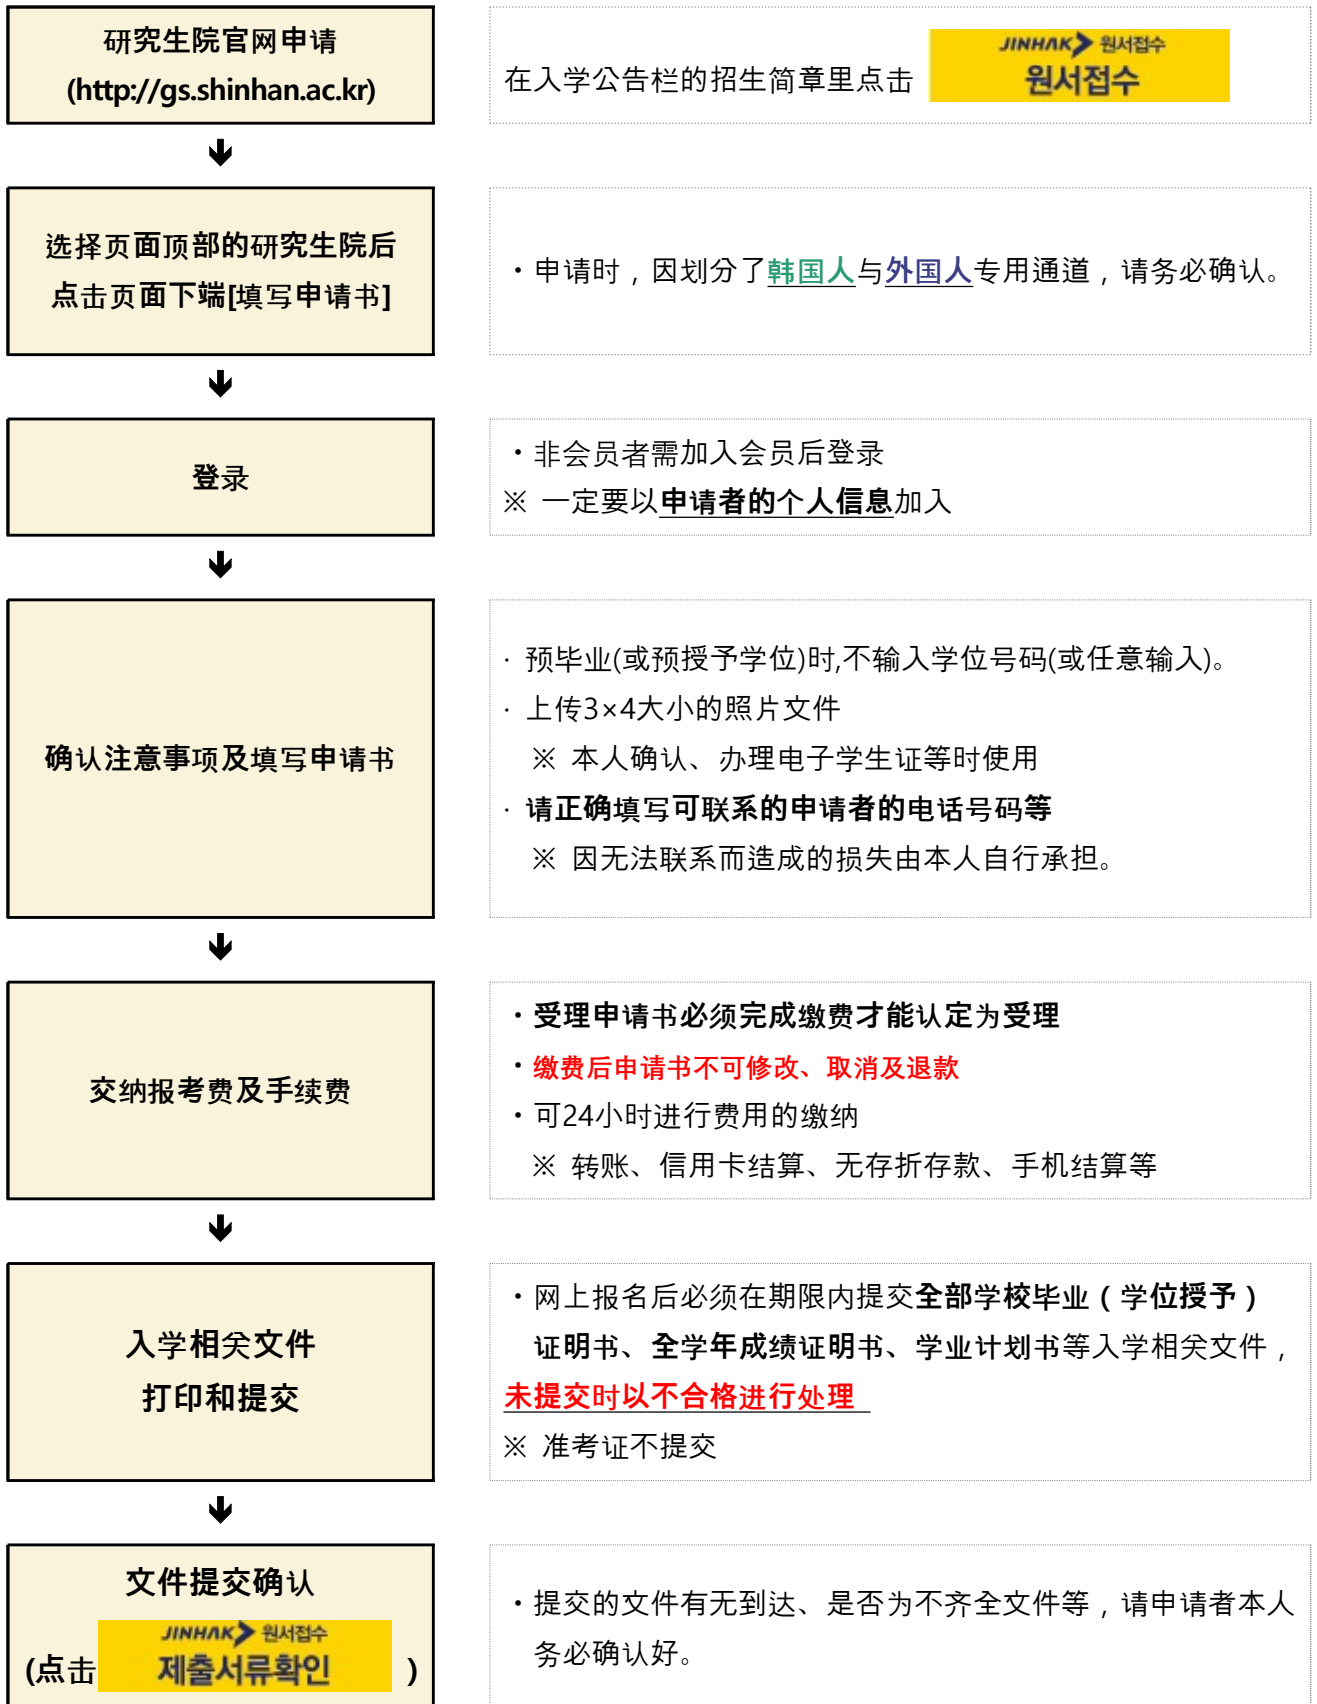 研究生院官网申请
(http://gs.shinhan.ac.kr)
在入学公告栏的招生简章里点击
JINHAK 원서접수
원서접수
选择页面顶部的研究生院后
点击页面下端[填写申请书]
・申请时，因划分了韩国人与外国人专用通道，请务必确认。
登录
・非会员者需加入会员后登录
※ 一定要以申请者的个人信息加入
确认注意事项及填写申请书
· 预毕业(或预授予学位)时,不输入学位号码(或任意输入)。
· 上传3×4大小的照片文件
※ 本人确认、办理电子学生证等时使用
· 请正确填写可联系的申请者的电话号码等
※ 因无法联系而造成的损失由本人自行承担。
交纳报考费及手续费
・受理申请书必须完成缴费才能认定为受理
・缴费后申请书不可修改、取消及退款
・可24小时进行费用的缴纳
※ 转账、信用卡结算、无存折存款、手机结算等
入学相关文件
打印和提交
・网上报名后必须在期限内提交全部学校毕业（学位授予）
证明书、全学年成绩证明书、学业计划书等入学相关文件，
未提交时以不合格进行处理
※ 准考证不提交
文件提交确认
JINHAK 원서접수
(点击 제출서류확인 )
・提交的文件有无到达、是否为不齐全文件等，请申请者本人
务必确认好。